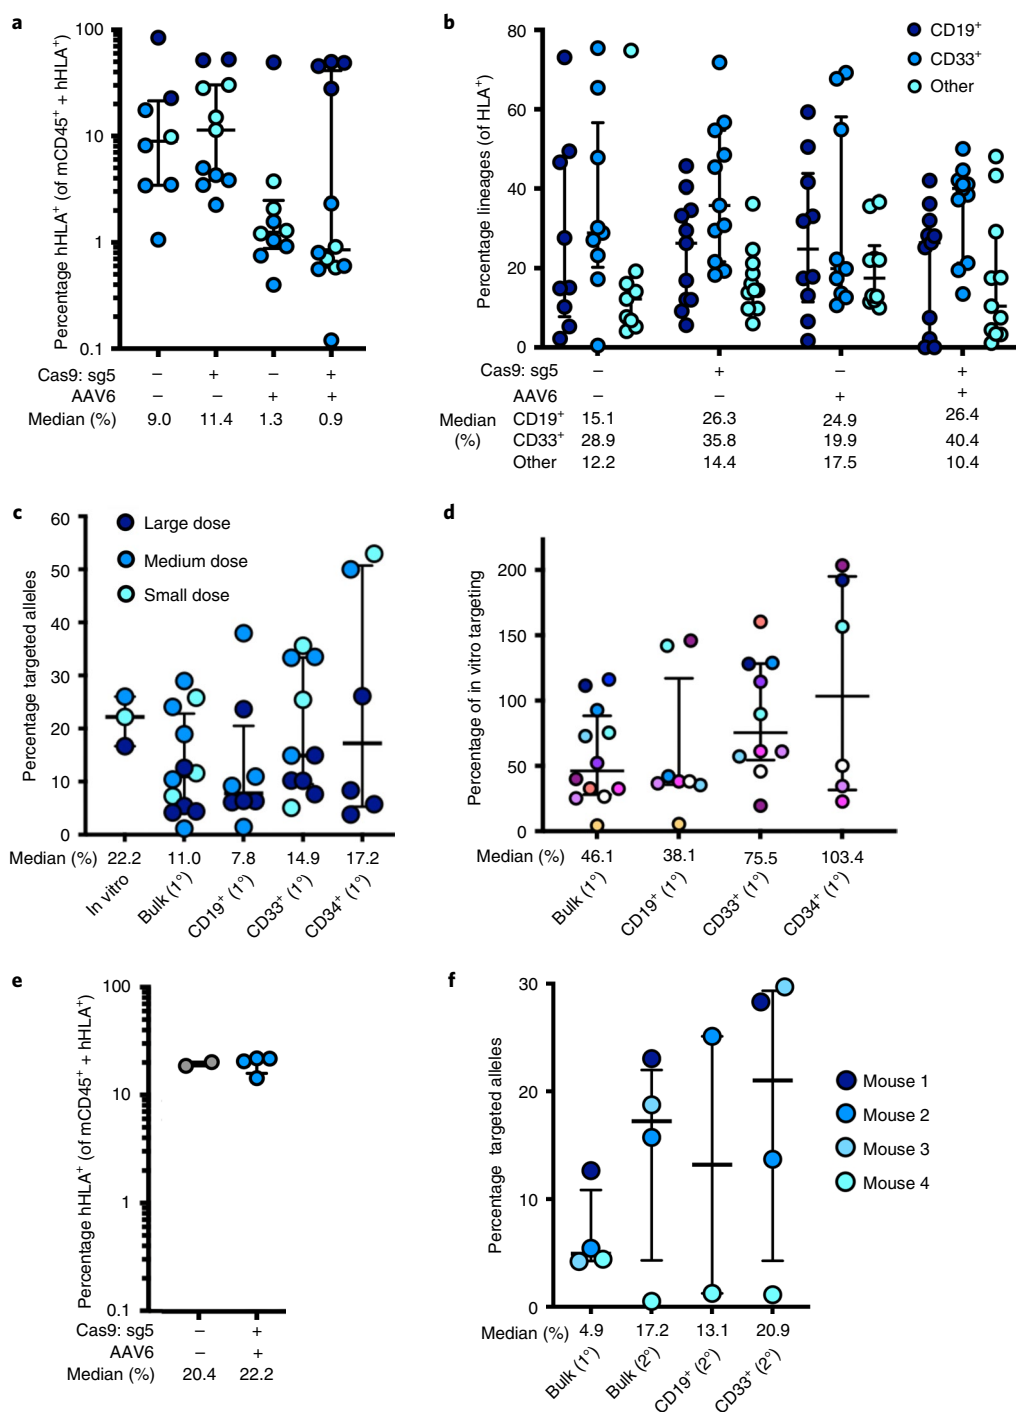 a
Percentage hHLA⁺ (of mCD45⁺ + hHLA⁺)
100
10
1
0.1
Cas9: sg5 – + – +
AAV6 – – + +
Median (%) 9.0 11.4 1.3 0.9
b
Percentage lineages (of HLA⁺)
80
60
40
20
0
CD19⁺
CD33⁺
Other
Cas9: sg5 – + – +
AAV6 – – + +
Median (%)
CD19⁺ 15.1 26.3 24.9 26.4
CD33⁺ 28.9 35.8 19.9 40.4
Other 12.2 14.4 17.5 10.4
c
Percentage targeted alleles
60
50
40
30
20
10
0
Large dose
Medium dose
Small dose
Median (%) 22.2 11.0 7.8 14.9 17.2
In vitro
Bulk (1°)
CD19⁺ (1°)
CD33⁺ (1°)
CD34⁺ (1°)
d
Percentage of in vitro targeting
200
150
100
50
0
Median (%) 46.1 38.1 75.5 103.4
Bulk (1°)
CD19⁺ (1°)
CD33⁺ (1°)
CD34⁺ (1°)
e
Percentage hHLA⁺ (of mCD45⁺ + hHLA⁺)
100
10
1
0.1
Cas9: sg5 – +
AAV6 – +
Median (%) 20.4 22.2
f
Percentage targeted alleles
30
20
10
0
Mouse 1
Mouse 2
Mouse 3
Mouse 4
Median (%) 4.9 17.2 13.1 20.9
Bulk (1°)
Bulk (2°)
CD19⁺ (2°)
CD33⁺ (2°)